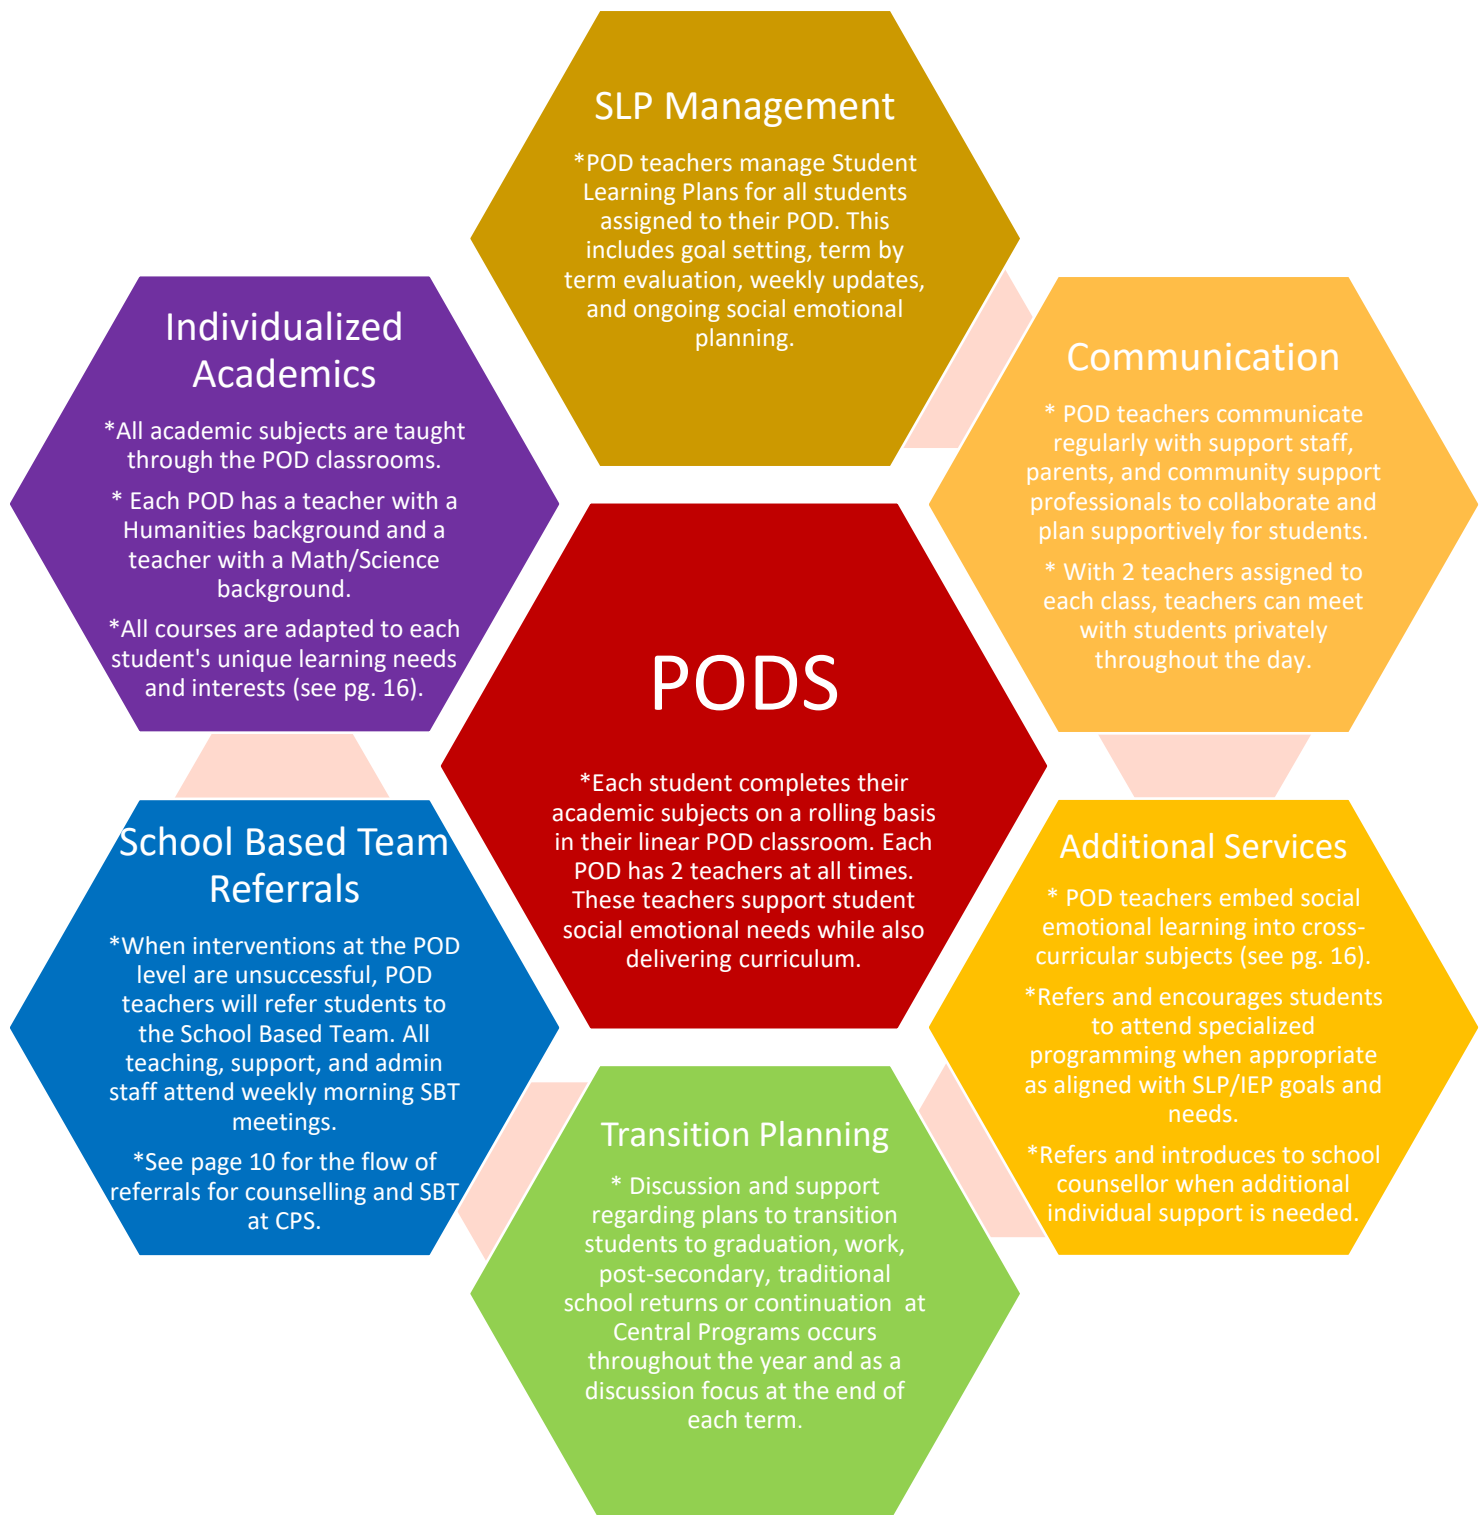 SLP Management
*POD teachers manage Student
Learning Plans for all students
assigned to their POD. This
includes goal setting, term by
term evaluation, weekly updates,
and ongoing social emotional
planning.
Individualized
Academics
*All academic subjects are taught
through the POD classrooms.
* Each POD has a teacher with a
Humanities background and a
teacher with a Math/Science
background.
*All courses are adapted to each
student's unique learning needs
and interests (see pg. 16).
Communication
* POD teachers communicate
regularly with support staff,
parents, and community support
professionals to collaborate and
plan supportively for students.
* With 2 teachers assigned to
each class, teachers can meet
with students privately
throughout the day.
PODS
*Each student completes their
academic subjects on a rolling basis
in their linear POD classroom. Each
POD has 2 teachers at all times.
These teachers support student
social emotional needs while also
delivering curriculum.
School Based Team
Referrals
*When interventions at the POD
level are unsuccessful, POD
teachers will refer students to
the School Based Team. All
teaching, support, and admin
staff attend weekly morning SBT
meetings.
*See page 10 for the flow of
referrals for counselling and SBT
at CPS.
Additional Services
* POD teachers embed social
emotional learning into cross-
curricular subjects (see pg. 16).
*Refers and encourages students
to attend specialized
programming when appropriate
as aligned with SLP/IEP goals and
needs.
*Refers and introduces to school
counsellor when additional
individual support is needed.
Transition Planning
* Discussion and support
regarding plans to transition
students to graduation, work,
post-secondary, traditional
school returns or continuation  at
Central Programs occurs
throughout the year and as a
discussion focus at the end of
each term.